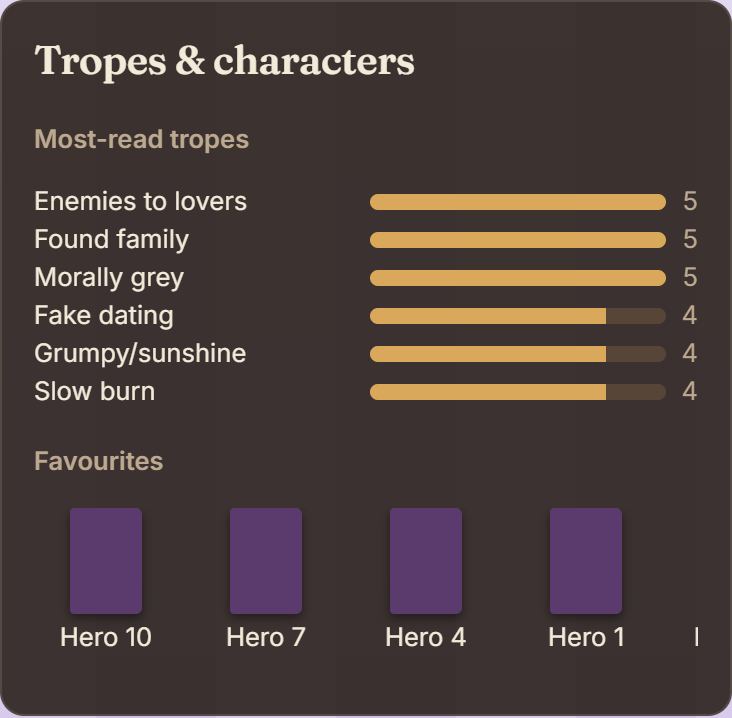 Tropes & characters
Most-read tropes
Enemies to lovers 5
Found family 5
Morally grey 5
Fake dating 4
Grumpy/sunshine 4
Slow burn 4
Favourites
Hero 10 Hero 7 Hero 4 Hero 1